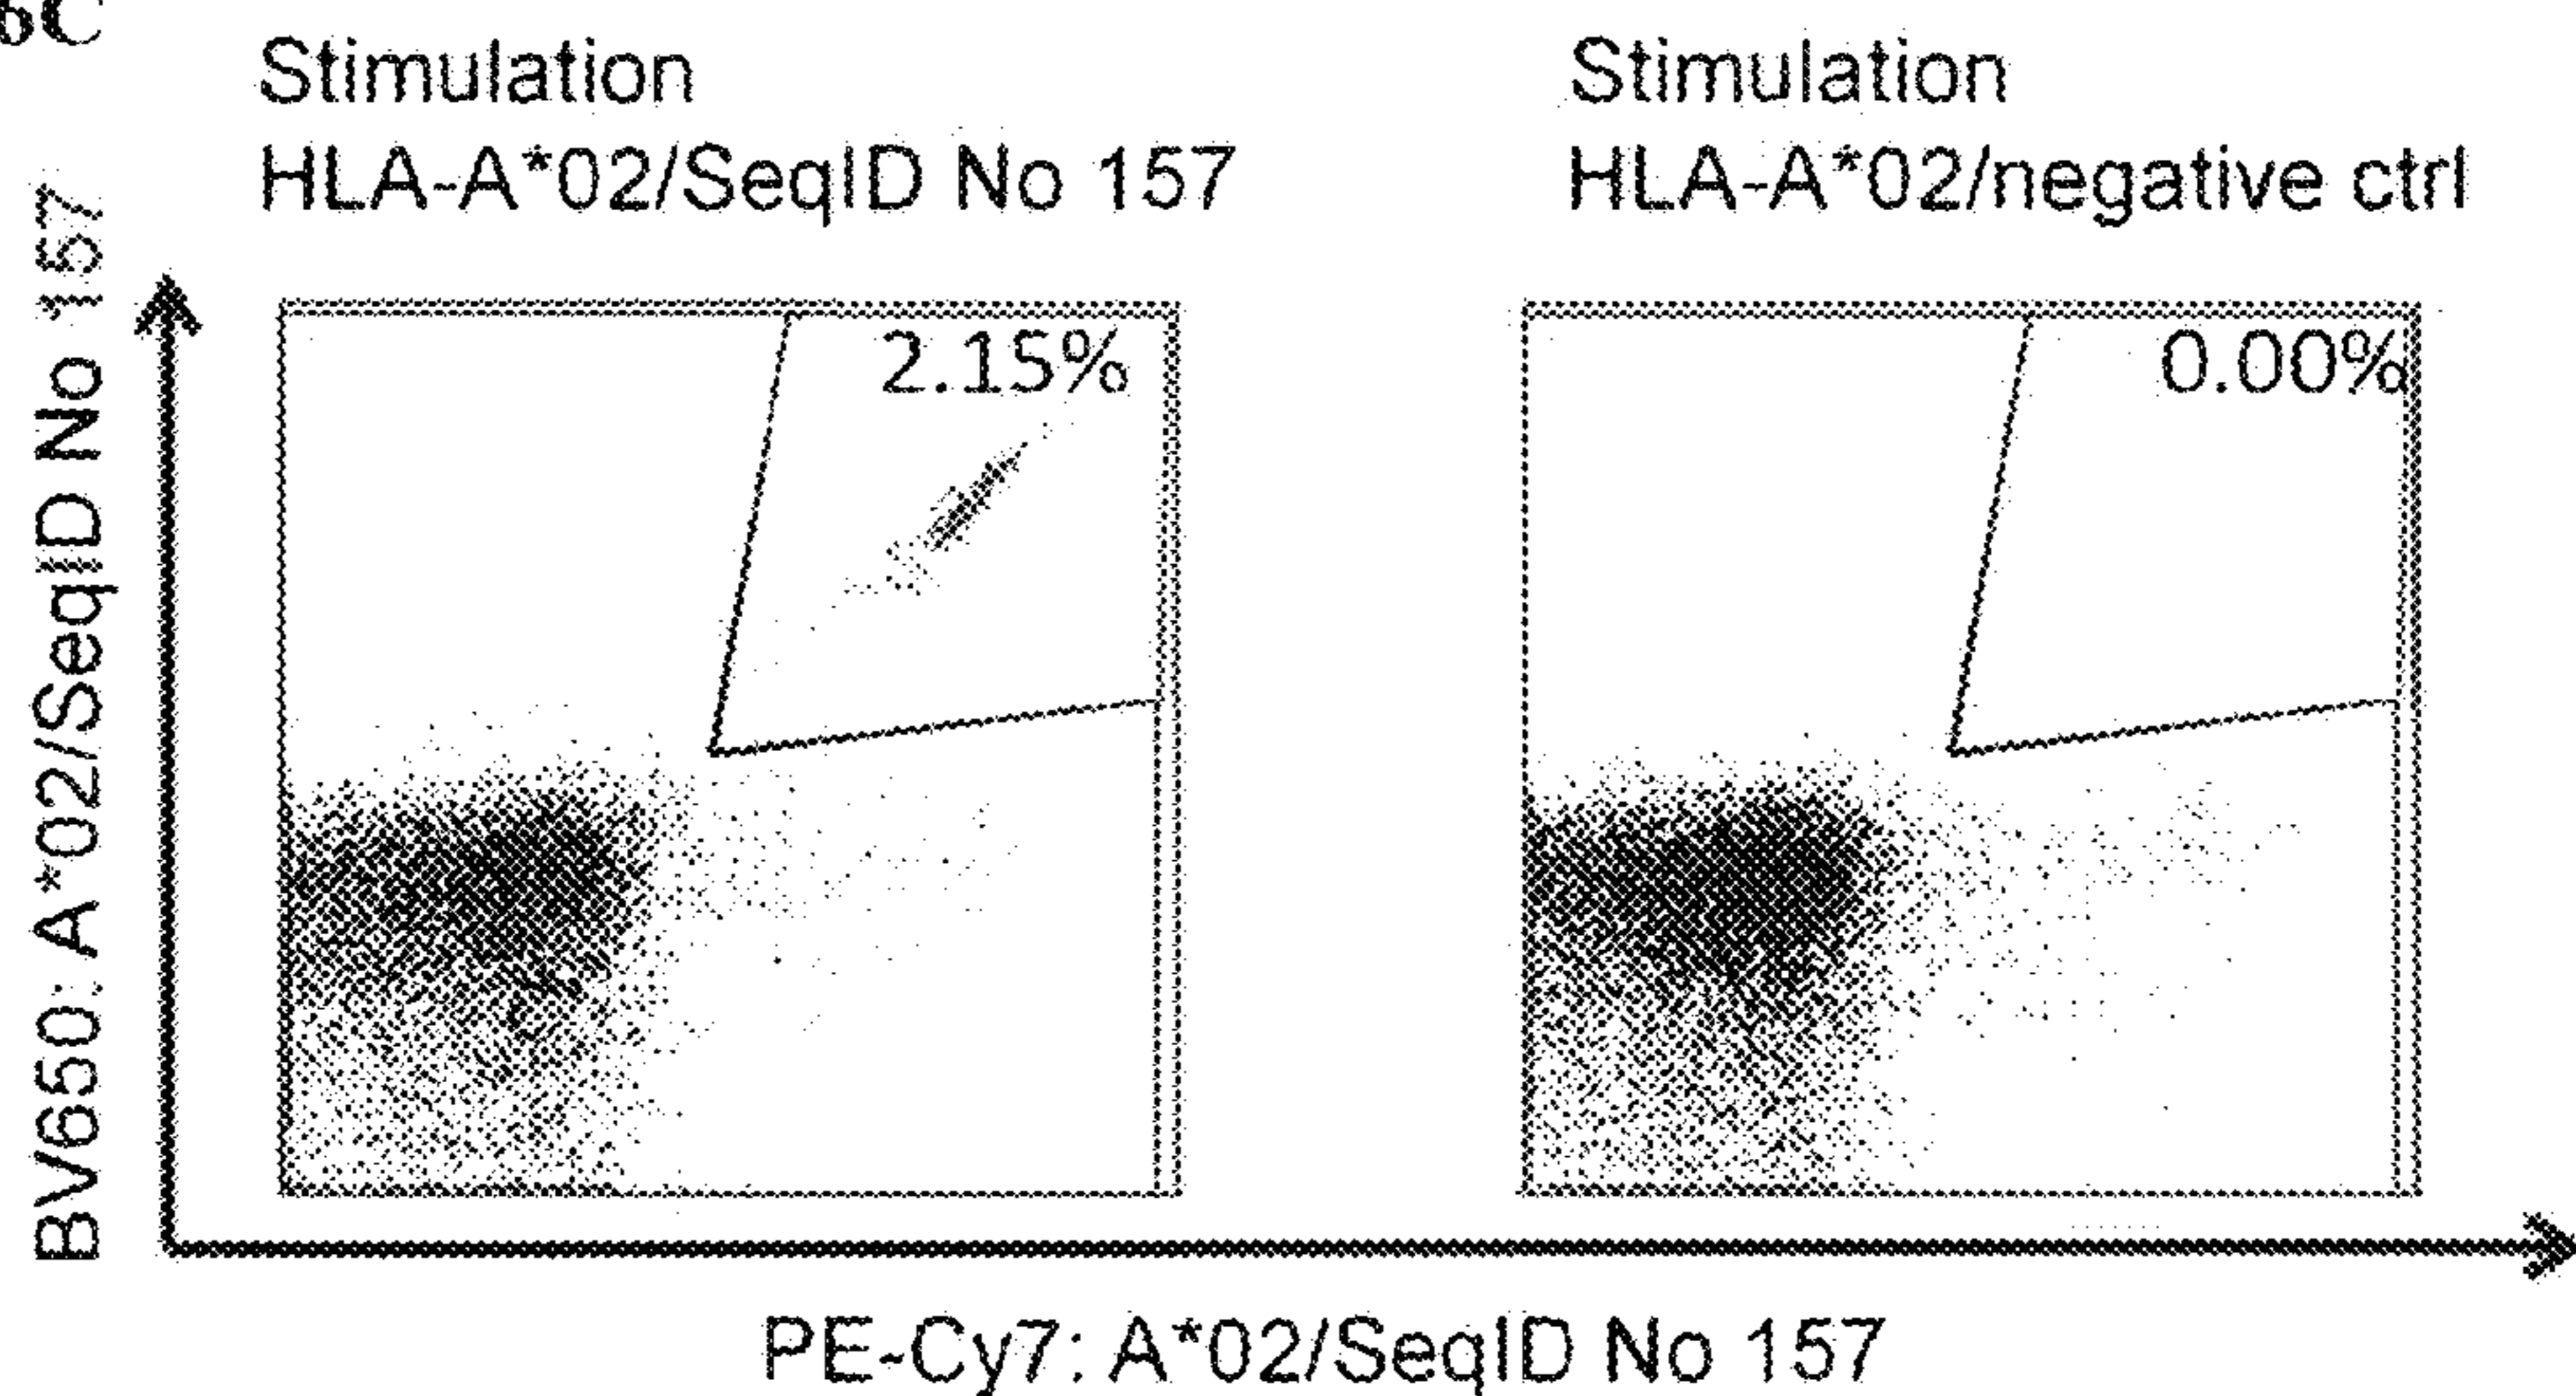 6C
Stimulation
HLA-A*02/SeqID No 157
Stimulation
HLA-A*02/negative ctrl
2.15%
0.00%
BV650: A*02/SeqID No 157
PE-Cy7: A*02/SeqID No 157